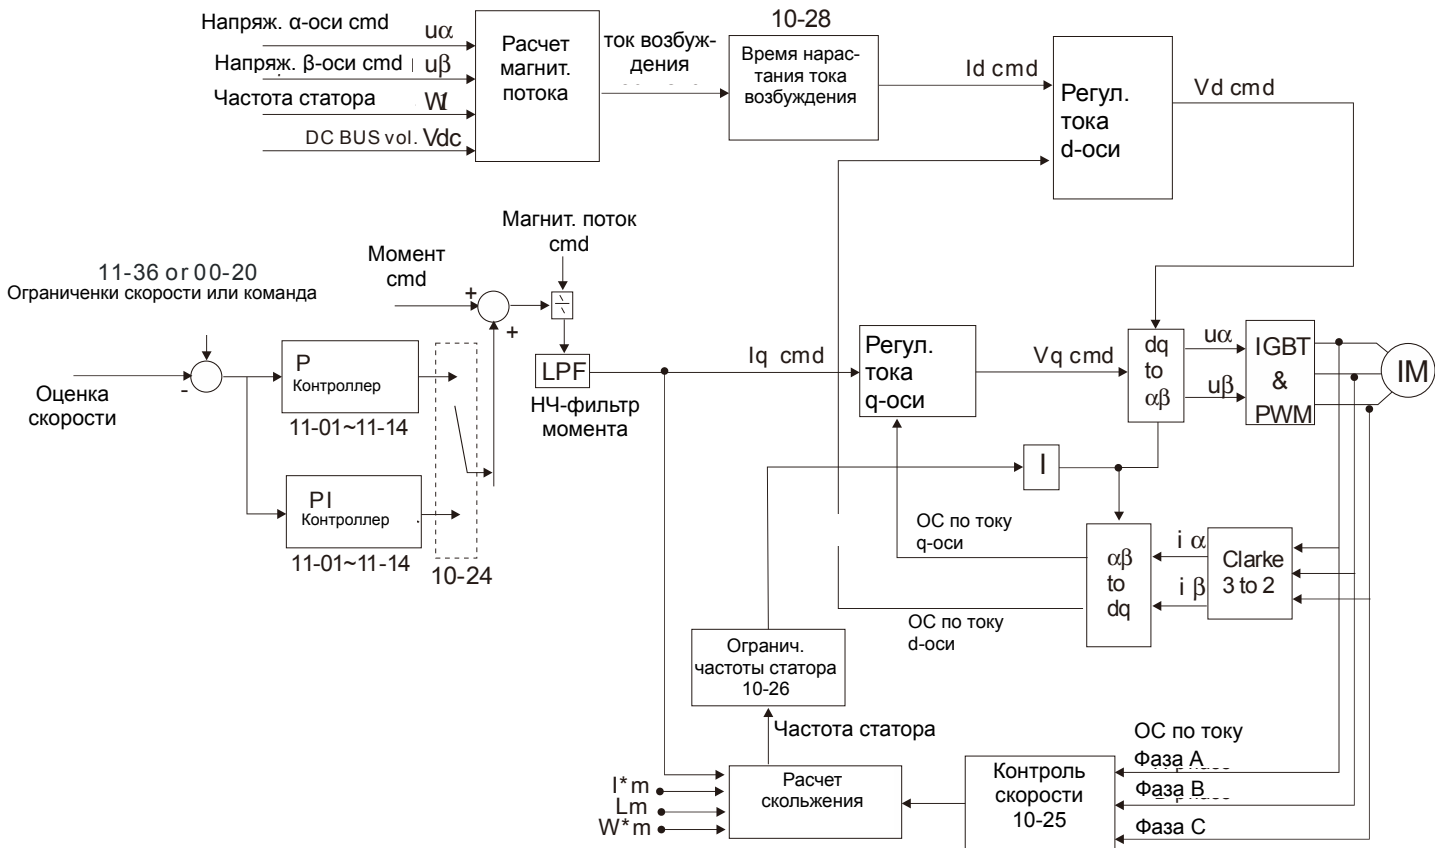 Напряж. α-оси cmd
uα
Напряж. β-оси cmd
uβ
Частота статора
W1
DC BUS vol. Vdc
Расчет
магнит.
потока
ток возбуж-
дения
10-28
Время нарас-
тания тока
возбуждения
Id cmd
Регул.
тока
d-оси
Vd cmd
Магнит. поток
cmd
Момент
cmd
11-36 or 00-20
Ограниченки скорости или команда
+
+
-
Оценка
скорости
P
Контроллер
11-01~11-14
PI
Контроллер
11-01~11-14
10-24
LPF
НЧ-фильтр
момента
Iq cmd
Регул.
тока
q-оси
Vq cmd
dq
to
αβ
uα
uβ
IGBT
&
PWM
IM
I
ОС по току
q-оси
αβ
to
dq
i α
i β
Clarke
3 to 2
ОС по току
d-оси
Огранич.
частоты статора
10-26
Частота статора
I*m
Lm
W*m
Расчет
скольжения
Контроль
скорости
10-25
ОС по току
Фаза A
Фаза B
Фаза C